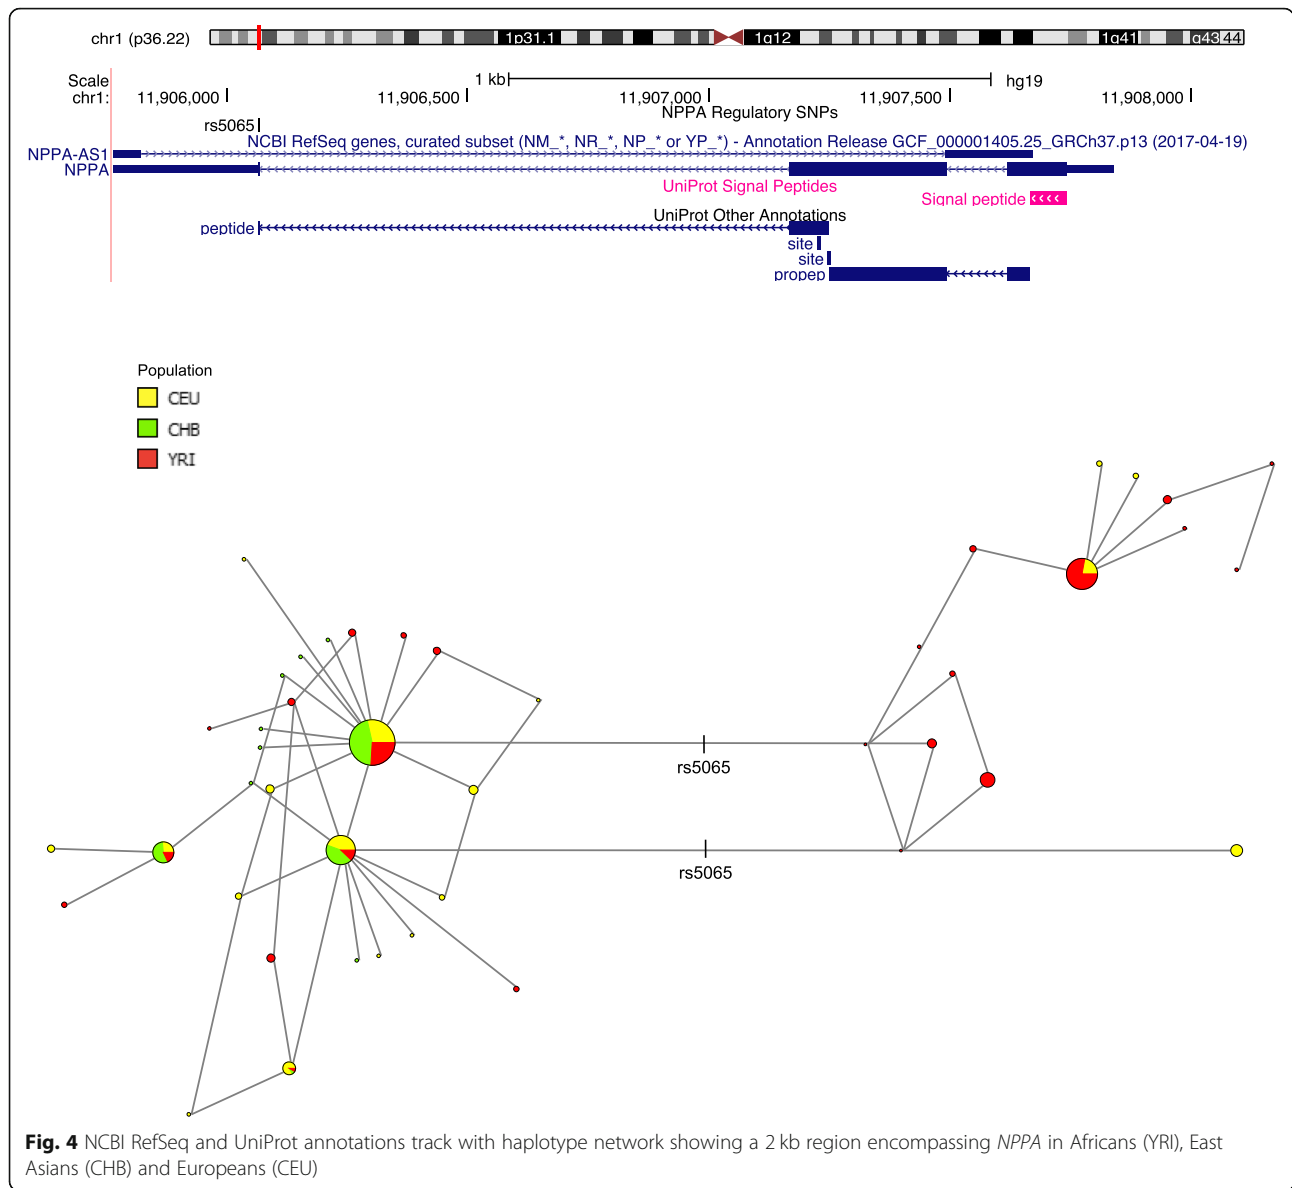 chr1 (p36.22) 1p31.1 1q12 1q41 q43 44
Scale 1 kb hg19
chr1: 11,906,000 11,906,500 11,907,000 11,907,500 11,908,000
NPPA Regulatory SNPs
rs5065
NCBI RefSeq genes, curated subset (NM_*, NR_*, NP_* or YP_*) - Annotation Release GCF_000001405.25_GRCh37.p13 (2017-04-19)
NPPA-AS1
NPPA
UniProt Signal Peptides
Signal peptide
UniProt Other Annotations
peptide
site
site
propep
Population
CEU
CHB
YRI
rs5065
rs5065
Fig. 4 NCBI RefSeq and UniProt annotations track with haplotype network showing a 2 kb region encompassing NPPA in Africans (YRI), East
Asians (CHB) and Europeans (CEU)